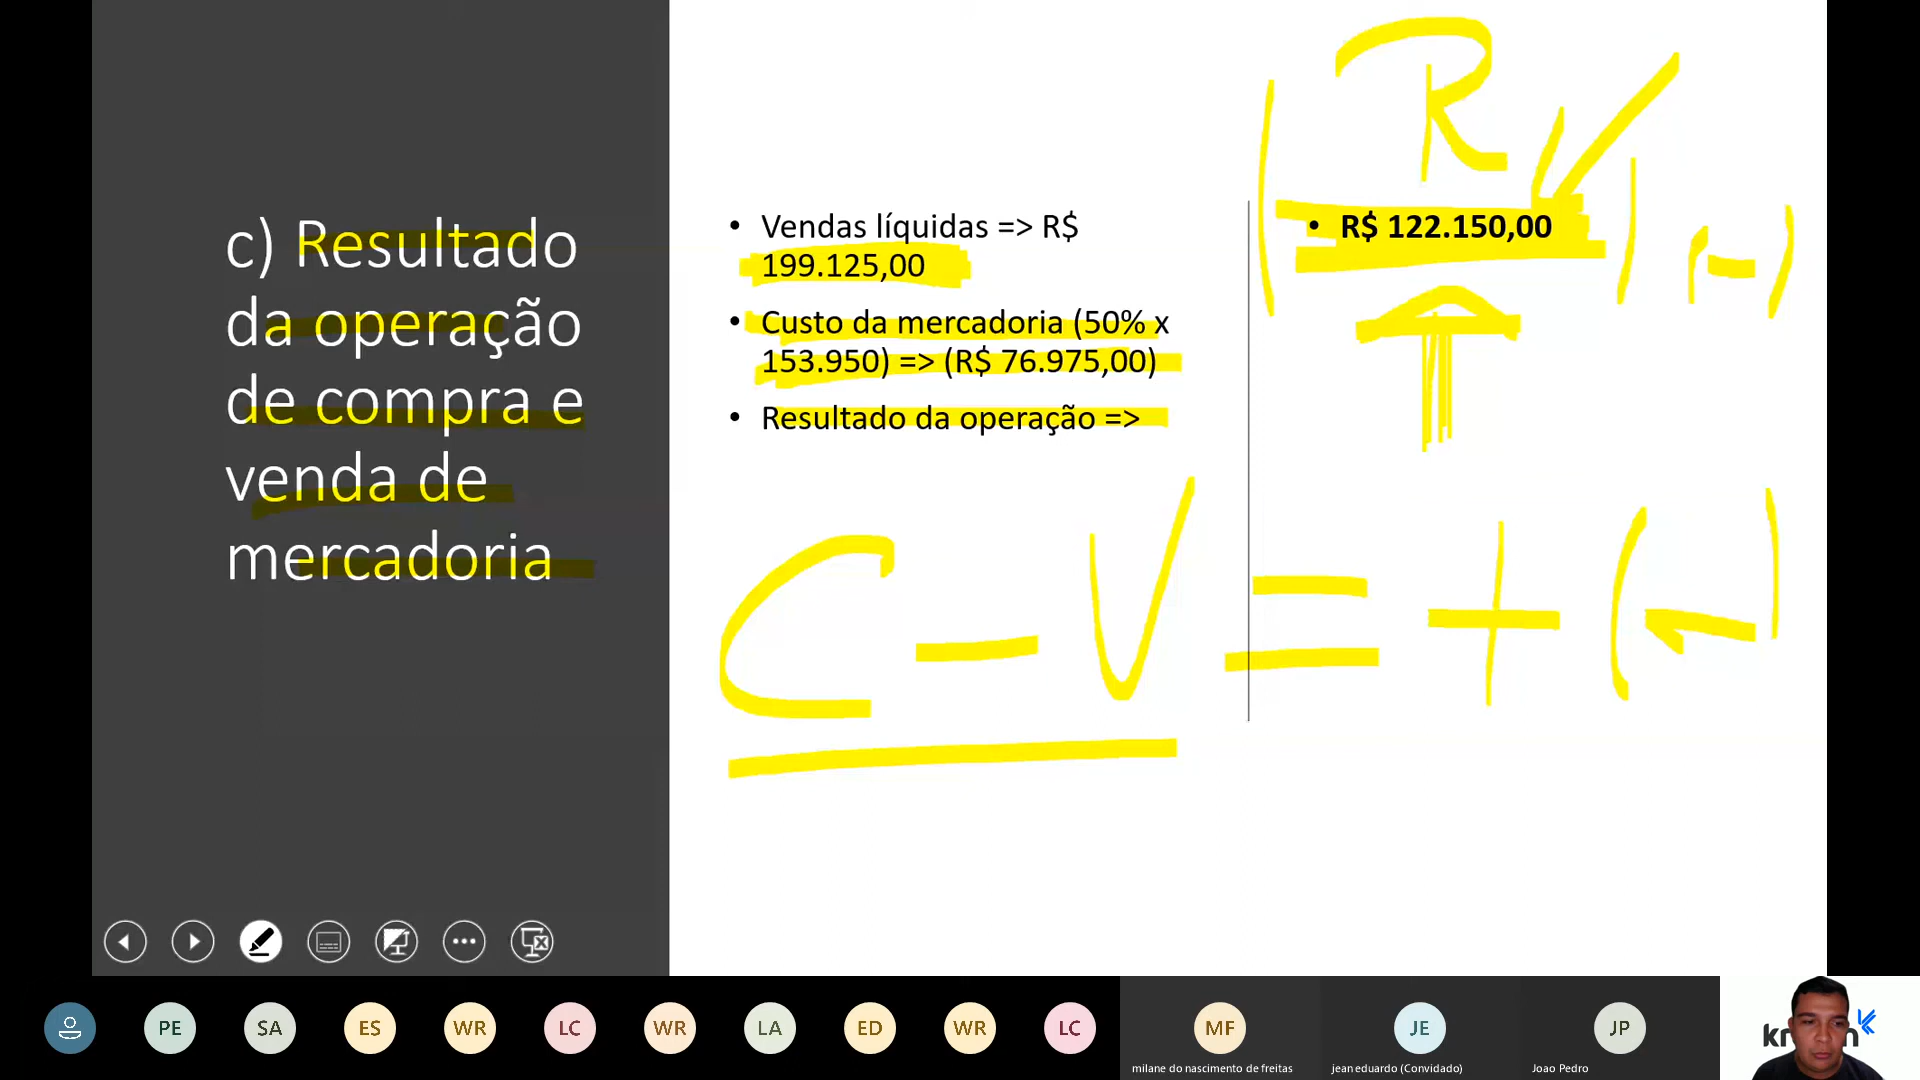 c) Resultado
da operação
de compra e
venda de
mercadoria
• Vendas líquidas => R$
199.125,00
• Custo da mercadoria (50% x
153.950) => (R$ 76.975,00)
• Resultado da operação =>
R
• R$ 122.150,00
(-)
C - V = + (-)
PE
SA
ES
WR
LC
WR
LA
ED
WR
LC
MF
milane do nascimento de freitas
JE
jean eduardo (Convidado)
JP
Joao Pedro